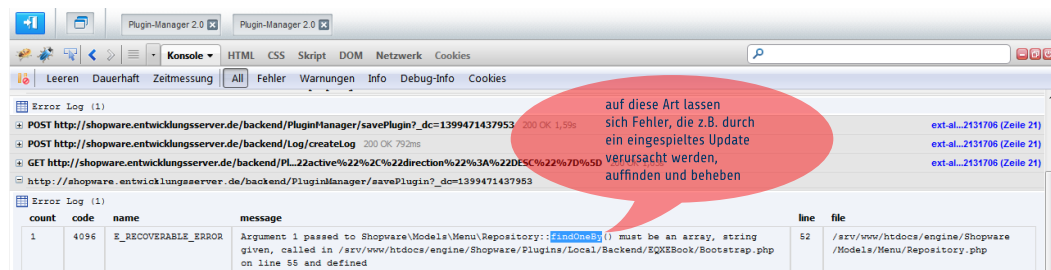 Plugin-Manager 2.0 Plugin-Manager 2.0
Konsole HTML CSS Skript DOM Netzwerk Cookies
Leeren Dauerhaft Zeitmessung All Fehler Warnungen Info Debug-Info Cookies
Error Log (1)
POST http://shopware.entwicklungsserver.de/backend/PluginManager/savePlugin?_dc=1399471437953 200 OK 1,59s ext-al...2131706 (Zeile 21)
POST http://shopware.entwicklungsserver.de/backend/Log/createLog 200 OK 792ms ext-al...2131706 (Zeile 21)
GET http://shopware.entwicklungsserver.de/backend/Pl...22active%22%2C%22direction%22%3A%22DESC%22%7D%5D ext-al...2131706 (Zeile 21)
auf diese Art lassen
sich Fehler, die z.B. durch
ein eingespieltes Update
verursacht werden,
auffinden und beheben
http://shopware.entwicklungsserver.de/backend/PluginManager/savePlugin?_dc=1399471437953
Error Log (1)
count code name message line file
1 4096 E_RECOVERABLE_ERROR Argument 1 passed to Shopware\Models\Menu\Repository::findOneBy() must be an array, string 52 /srv/www/htdocs/engine/Shopware
given, called in /srv/www/htdocs/engine/Shopware/Plugins/Local/Backend/EQXEBook/Bootstrap.php /Models/Menu/Repository.php
on line 55 and defined